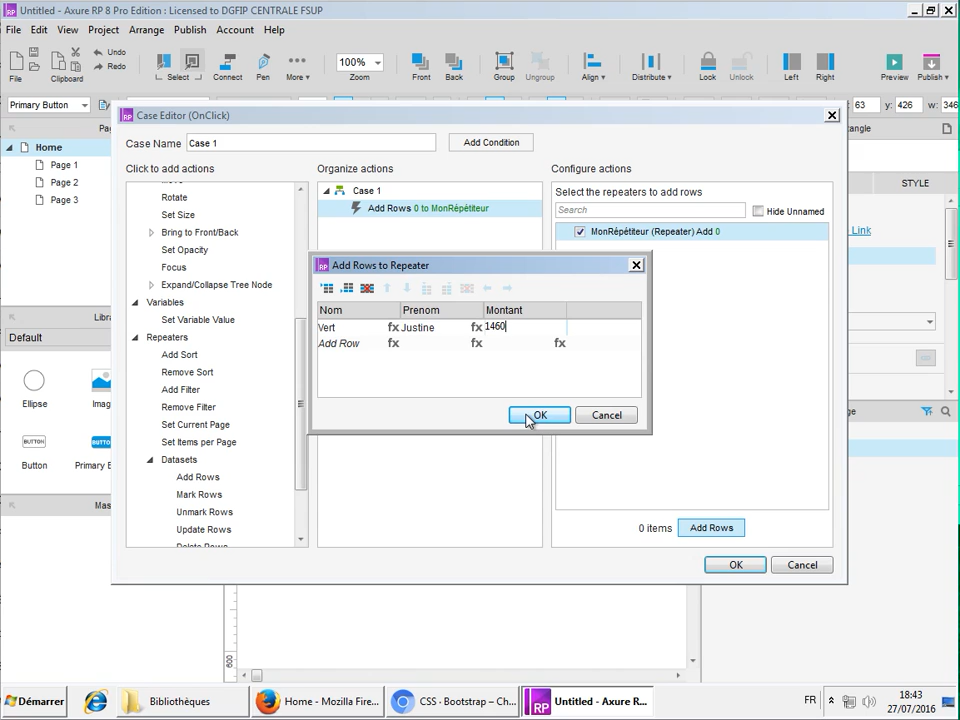 Untitled - Axure RP 8 Pro Edition : Licensed to DGFIP CENTRALE FSUP
File Edit View Project Arrange Publish Account Help
Undo
Redo
100%
File Clipboard Select Connect Pen More Zoom Front Back Group Ungroup Align Distribute Lock Unlock Left Right Preview Publish
Primary Button 63 y: 426 w: 346
RP Case Editor (OnClick)
Case Name Case 1 Add Condition
Home
Page 1
Page 2
Page 3
STYLE
Click to add actions
Rotate
Set Size
Bring to Front/Back
Set Opacity
Focus
Expand/Collapse Tree Node
Variables
Set Variable Value
Repeaters
Add Sort
Remove Sort
Add Filter
Remove Filter
Set Current Page
Set Items per Page
Datasets
Add Rows
Mark Rows
Unmark Rows
Update Rows
Organize actions
Case 1
Add Rows 0 to MonRépétiteur
Configure actions
Select the repeaters to add rows
Search Hide Unnamed
MonRépétiteur (Repeater) Add 0
RP Add Rows to Repeater
Nom Prenom Montant
Vert fx Justine fx 1460
Add Row fx fx fx
OK Cancel
0 items Add Rows
OK Cancel
Default
Ellipse
Button
Link
600
Démarrer Bibliothèques Home - Mozilla Fire... CSS · Bootstrap – Ch... RP Untitled - Axure R...
FR 18:43
27/07/2016